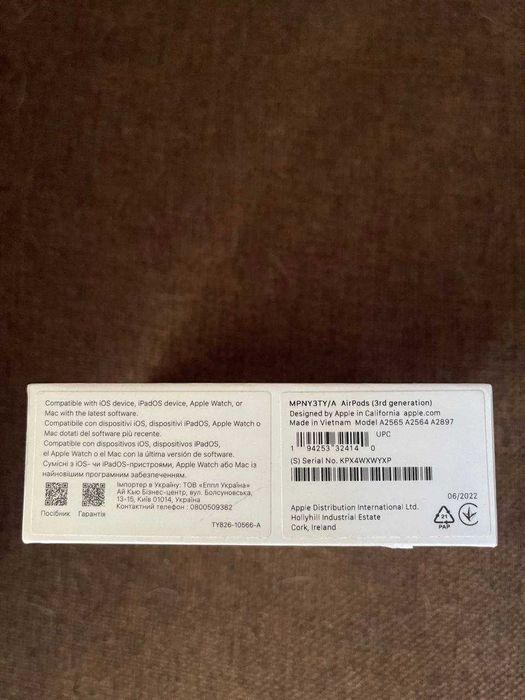 Compatible with iOS device, iPadOS device, Apple Watch, or
Mac with the latest software.
Compatibile con dispositivi iOS, dispositivi iPadOS, Apple Watch o
Mac dotati del software più recente.
Compatible con dispositivos iOS, dispositivos iPadOS,
el Apple Watch o el Mac con la última versión de software.
Сумісні з iOS- чи iPadOS-пристроями, Apple Watch або Mac із
найновішим програмним забезпеченням.
Імпортер в Україну: ТОВ «Еппл Україна»
Ай Кью Бізнес-центр, вул. Болсуновська,
13-15, Київ 01014, Україна
Контактний телефон : 0800509382
Посібник Гарантія
TY826-10566-A
MPNY3TY/A AirPods (3rd generation)
Designed by Apple in California apple.com
Made in Vietnam Model A2565 A2564 A2897
UPC
1 94253 32414 0
(S) Serial No. KPX4WXWYXP
06/2022
Apple Distribution International Ltd.
Hollyhill Industrial Estate
Cork, Ireland
21
PAP